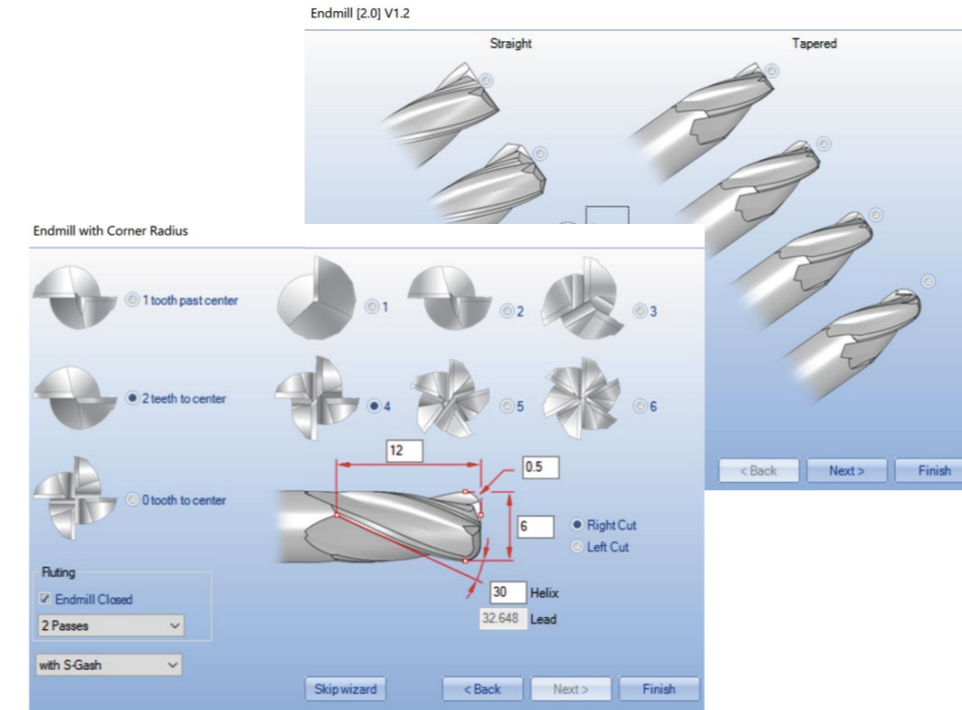 Endmill [2.0] V1.2
Straight
Tapered
< Back
Next >
Finish
Endmill with Corner Radius
1 tooth past center
1
2
3
2 teeth to center
4
5
6
12
0.5
0 tooth to center
6
Right Cut
Left Cut
Fluting
Endmill Closed
30 Helix
2 Passes
32.648 Lead
with S-Gash
Skip wizard
< Back
Next >
Finish